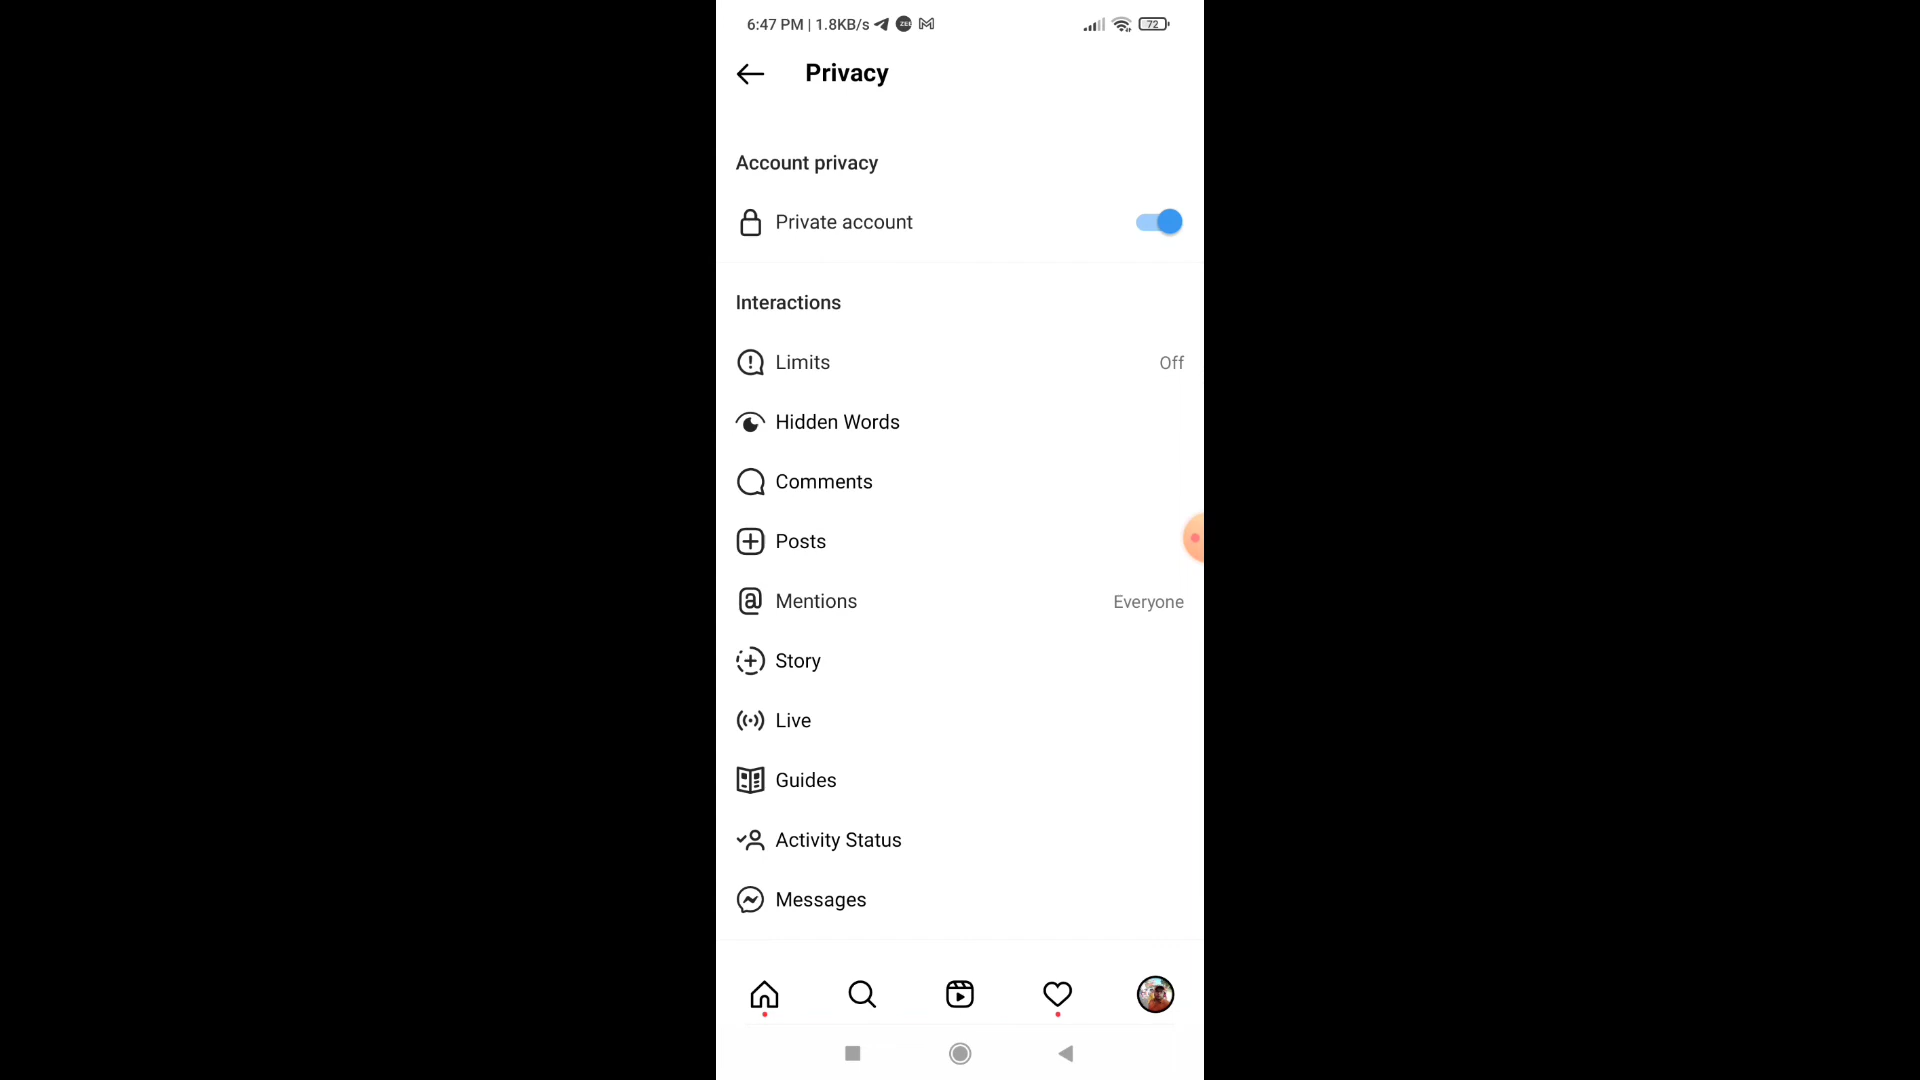 6:47 PM | 1.8KB/s ZEE 72
Privacy
Account privacy
Private account
Interactions
Limits Off
Hidden Words
Comments
Posts
Mentions Everyone
Story
Live
Guides
Activity Status
Messages